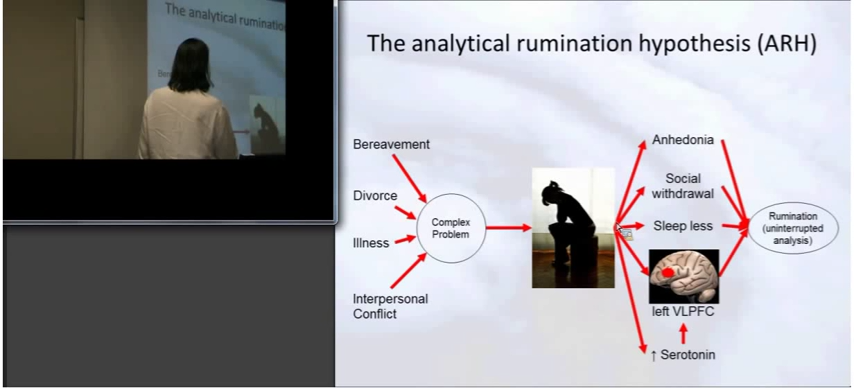 The analytical rumination
Ber
The analytical rumination hypothesis (ARH)
Bereavement
Divorce
Illness
Interpersonal
Conflict
Complex
Problem
Anhedonia
Social
withdrawal
Sleep less
left VLPFC
↑ Serotonin
Rumination
(uninterrupted
analysis)